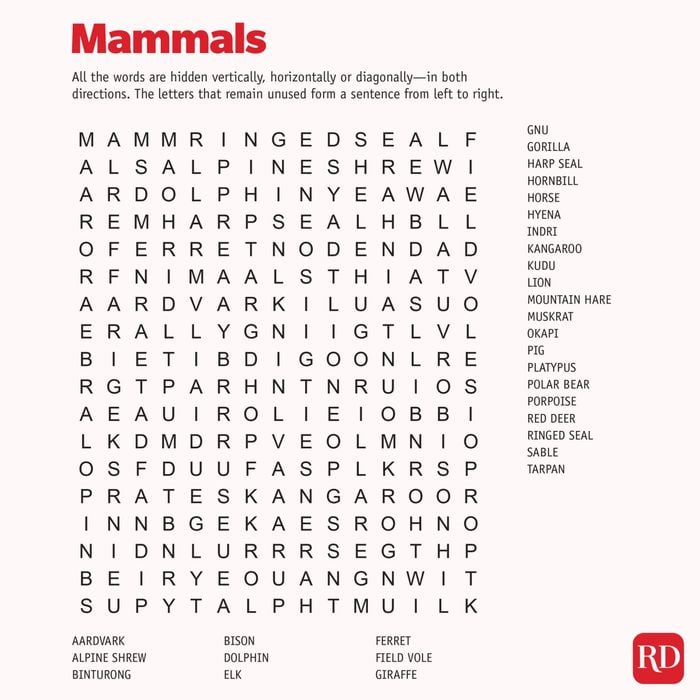 Mammals
All the words are hidden vertically, horizontally or diagonally—in both
directions. The letters that remain unused form a sentence from left to right.
M A M M R I N G E D S E A L F
A L S A L P I N E S H R E W I
A R D O L P H I N Y E A W A E
R E M H A R P S E A L H B L L
O F E R R E T N O D E N D A D
R F N I M A A L S T H I A T V
A A R D V A R K I L U A S U O
E R A L L Y G N I I G T L V L
B I E T I B D I G O O N L R E
R G T P A R H N T N R U I O S
A E A U I R O L I E I O B B I
L K D M D R P V E O L M N I O
O S F D U U F A S P L K R S P
P R A T E S K A N G A R O O R
I N N B G E K A E S R O H N O
N I D N L U R R R S E G T H P
B E I R Y E O U A N G N W I T
S U P Y T A L P H T M U I L K
GNU
GORILLA
HARP SEAL
HORNBILL
HORSE
HYENA
INDRI
KANGAROO
KUDU
LION
MOUNTAIN HARE
MUSKRAT
OKAPI
PIG
PLATYPUS
POLAR BEAR
PORPOISE
RED DEER
RINGED SEAL
SABLE
TARPAN
AARDVARK BISON FERRET
ALPINE SHREW DOLPHIN FIELD VOLE
BINTURONG ELK GIRAFFE
RD